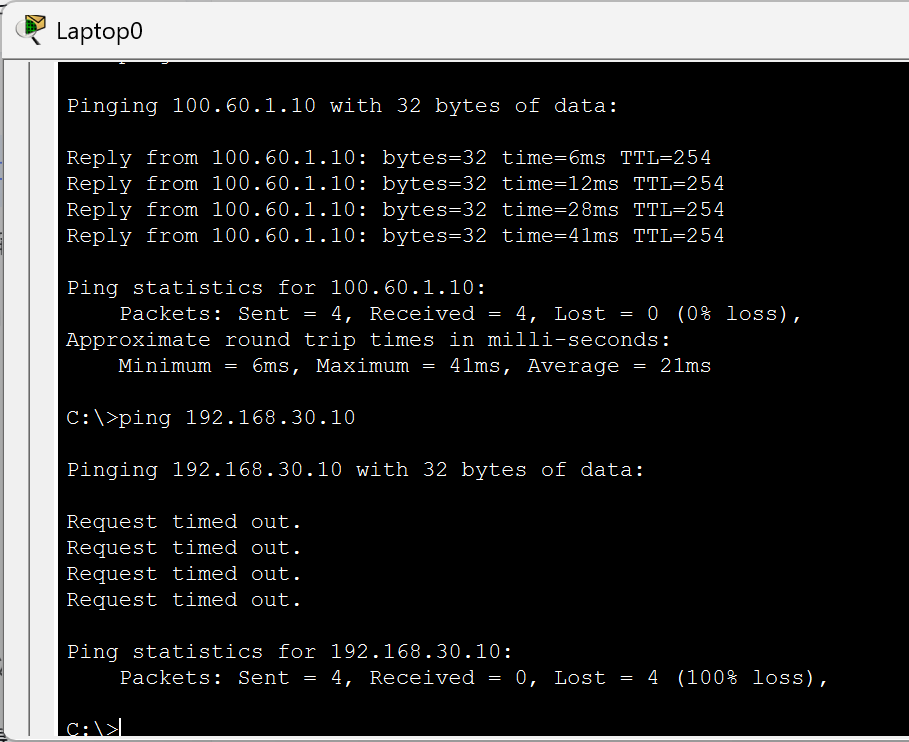 Laptop0
Pinging 100.60.1.10 with 32 bytes of data:
Reply from 100.60.1.10: bytes=32 time=6ms TTL=254
Reply from 100.60.1.10: bytes=32 time=12ms TTL=254
Reply from 100.60.1.10: bytes=32 time=28ms TTL=254
Reply from 100.60.1.10: bytes=32 time=41ms TTL=254
Ping statistics for 100.60.1.10:
Packets: Sent = 4, Received = 4, Lost = 0 (0% loss),
Approximate round trip times in milli-seconds:
Minimum = 6ms, Maximum = 41ms, Average = 21ms
C:\>ping 192.168.30.10
Pinging 192.168.30.10 with 32 bytes of data:
Request timed out.
Request timed out.
Request timed out.
Request timed out.
Ping statistics for 192.168.30.10:
Packets: Sent = 4, Received = 0, Lost = 4 (100% loss),
C:\>